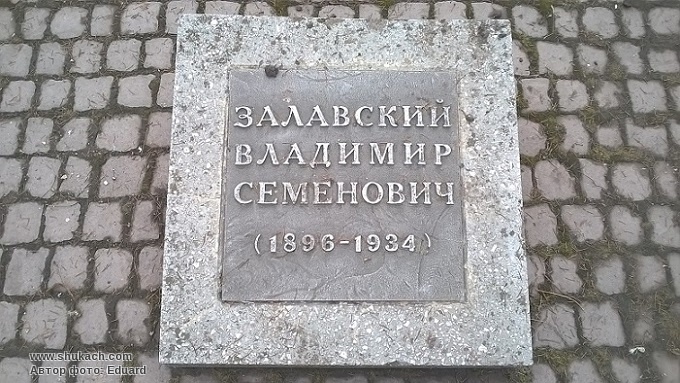 ЗАЛАВСКИЙ
ВЛАДИМИР
СЕМЕНОВИЧ
(1896-1934)
www.shukach.com
Автор фото: Eduard